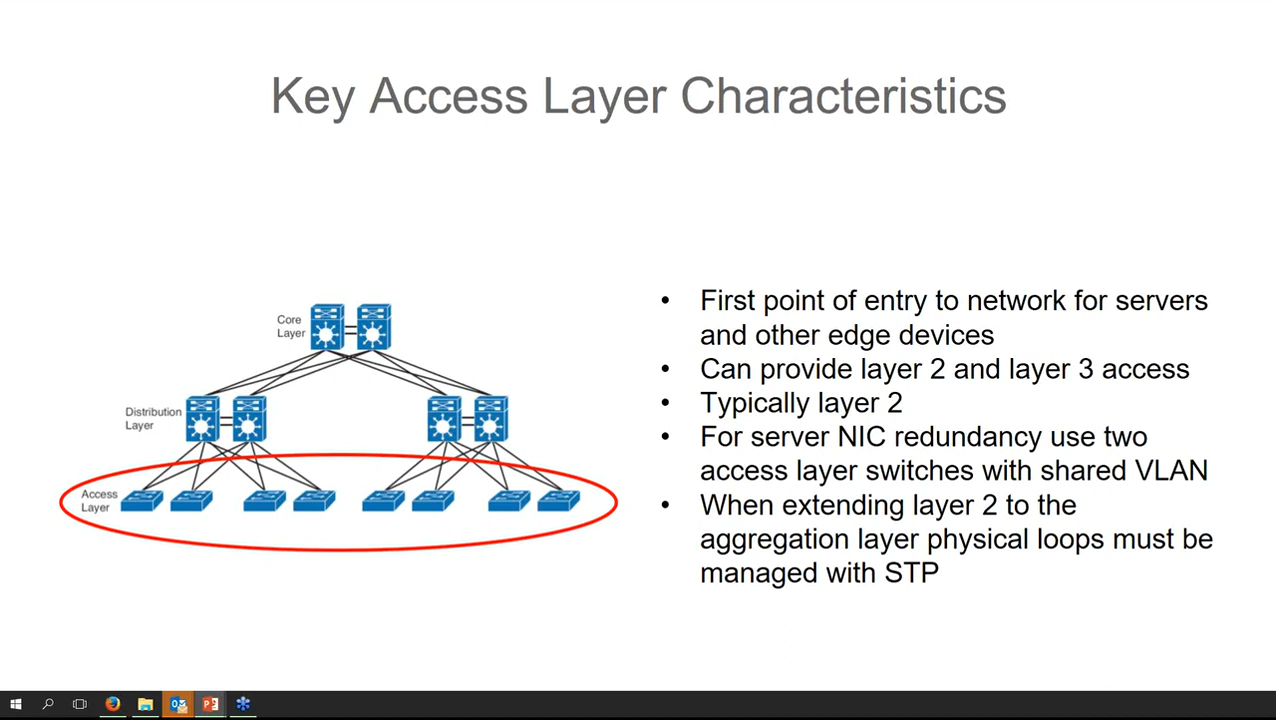 Key Access Layer Characteristics
Core
Layer
Distribution
Layer
Access
Layer
• First point of entry to network for servers
and other edge devices
• Can provide layer 2 and layer 3 access
• Typically layer 2
• For server NIC redundancy use two
access layer switches with shared VLAN
• When extending layer 2 to the
aggregation layer physical loops must be
managed with STP